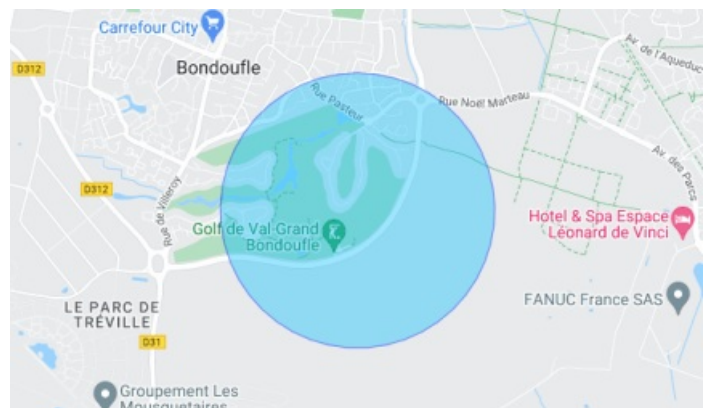 Carrefour City
Av. de l'Aqueduc
D312
Bondoufle
Rue Pasteur
Rue Noël Marteau
Av. des Parcs
D312
Rue de Villeroy
Golf de Val-Grand
Bondoufle
Hotel & Spa Espace
Léonard de Vinci
LE PARC DE
TRÉVILLE
FANUC France SAS
D31
Groupement Les
Mousquetaires